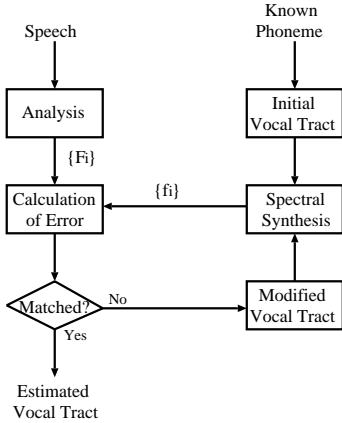 Speech
Known
Phoneme
Analysis
Initial
Vocal Tract
{Fi}
Calculation
of Error
{fi}
Spectral
Synthesis
Matched?
No
Modified
Vocal Tract
Yes
Estimated
Vocal Tract